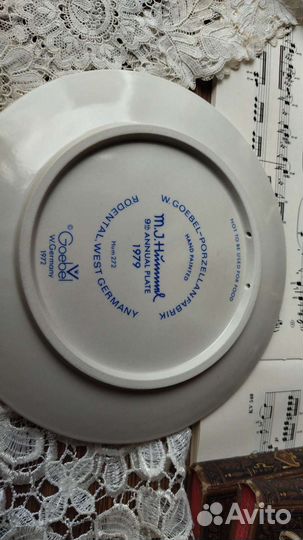 W. GOEBEL-PORZELLANFABRIK
HAND PAINTED
M.J. Hummel
9th ANNUAL PLATE
1979
Hum 272
RODENTAL, WEST GERMANY
NOT TO BE USED FOR FOOD
© Goebel
W. Germany
1972
Avito